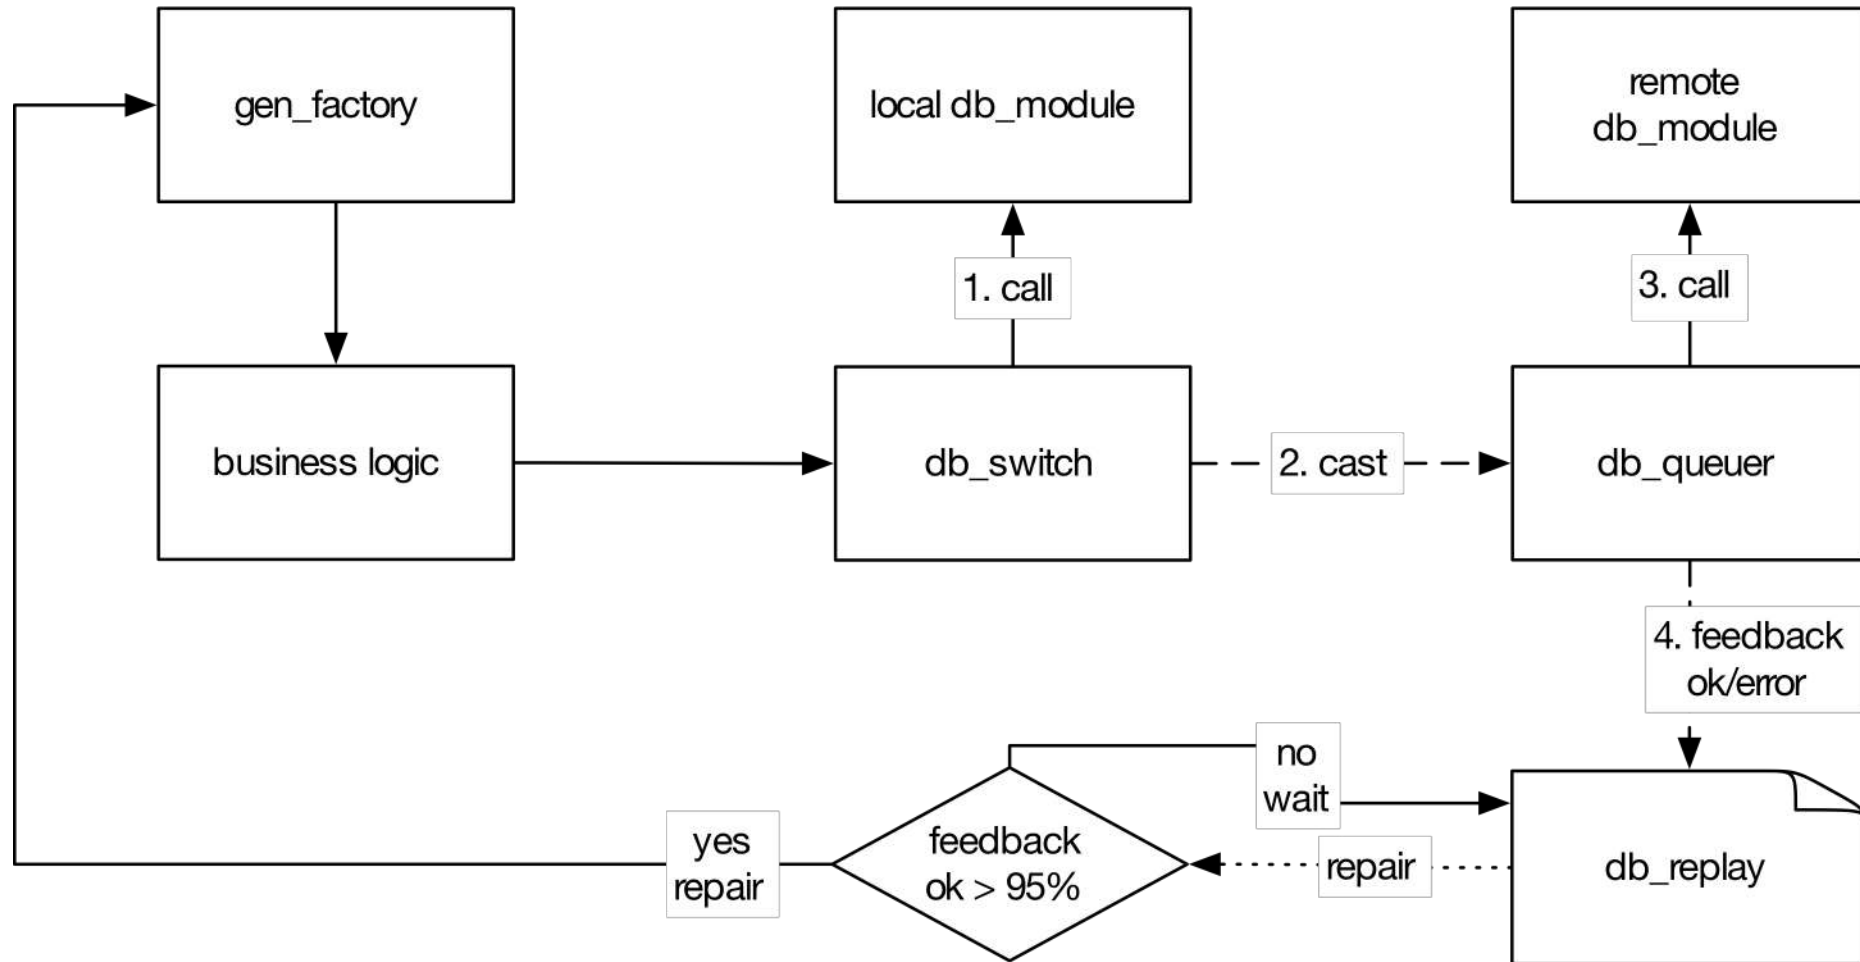 gen_factory
local db_module
remote
db_module
1. call
3. call
business logic
db_switch
2. cast
db_queuer
4. feedback
ok/error
no
wait
yes
repair
feedback
ok > 95%
repair
db_replay